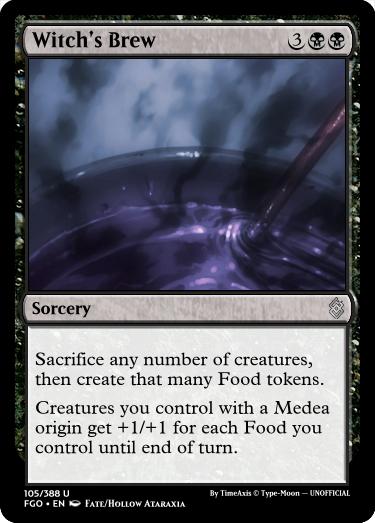 Witch's Brew 3
Sorcery
Sacrifice any number of creatures,
then create that many Food tokens.
Creatures you control with a Medea
origin get +1/+1 for each Food you
control until end of turn.
105/388 U
FGO • EN Fate/Hollow Ataraxia
By TimeAxis © Type-Moon — UNOFFICIAL